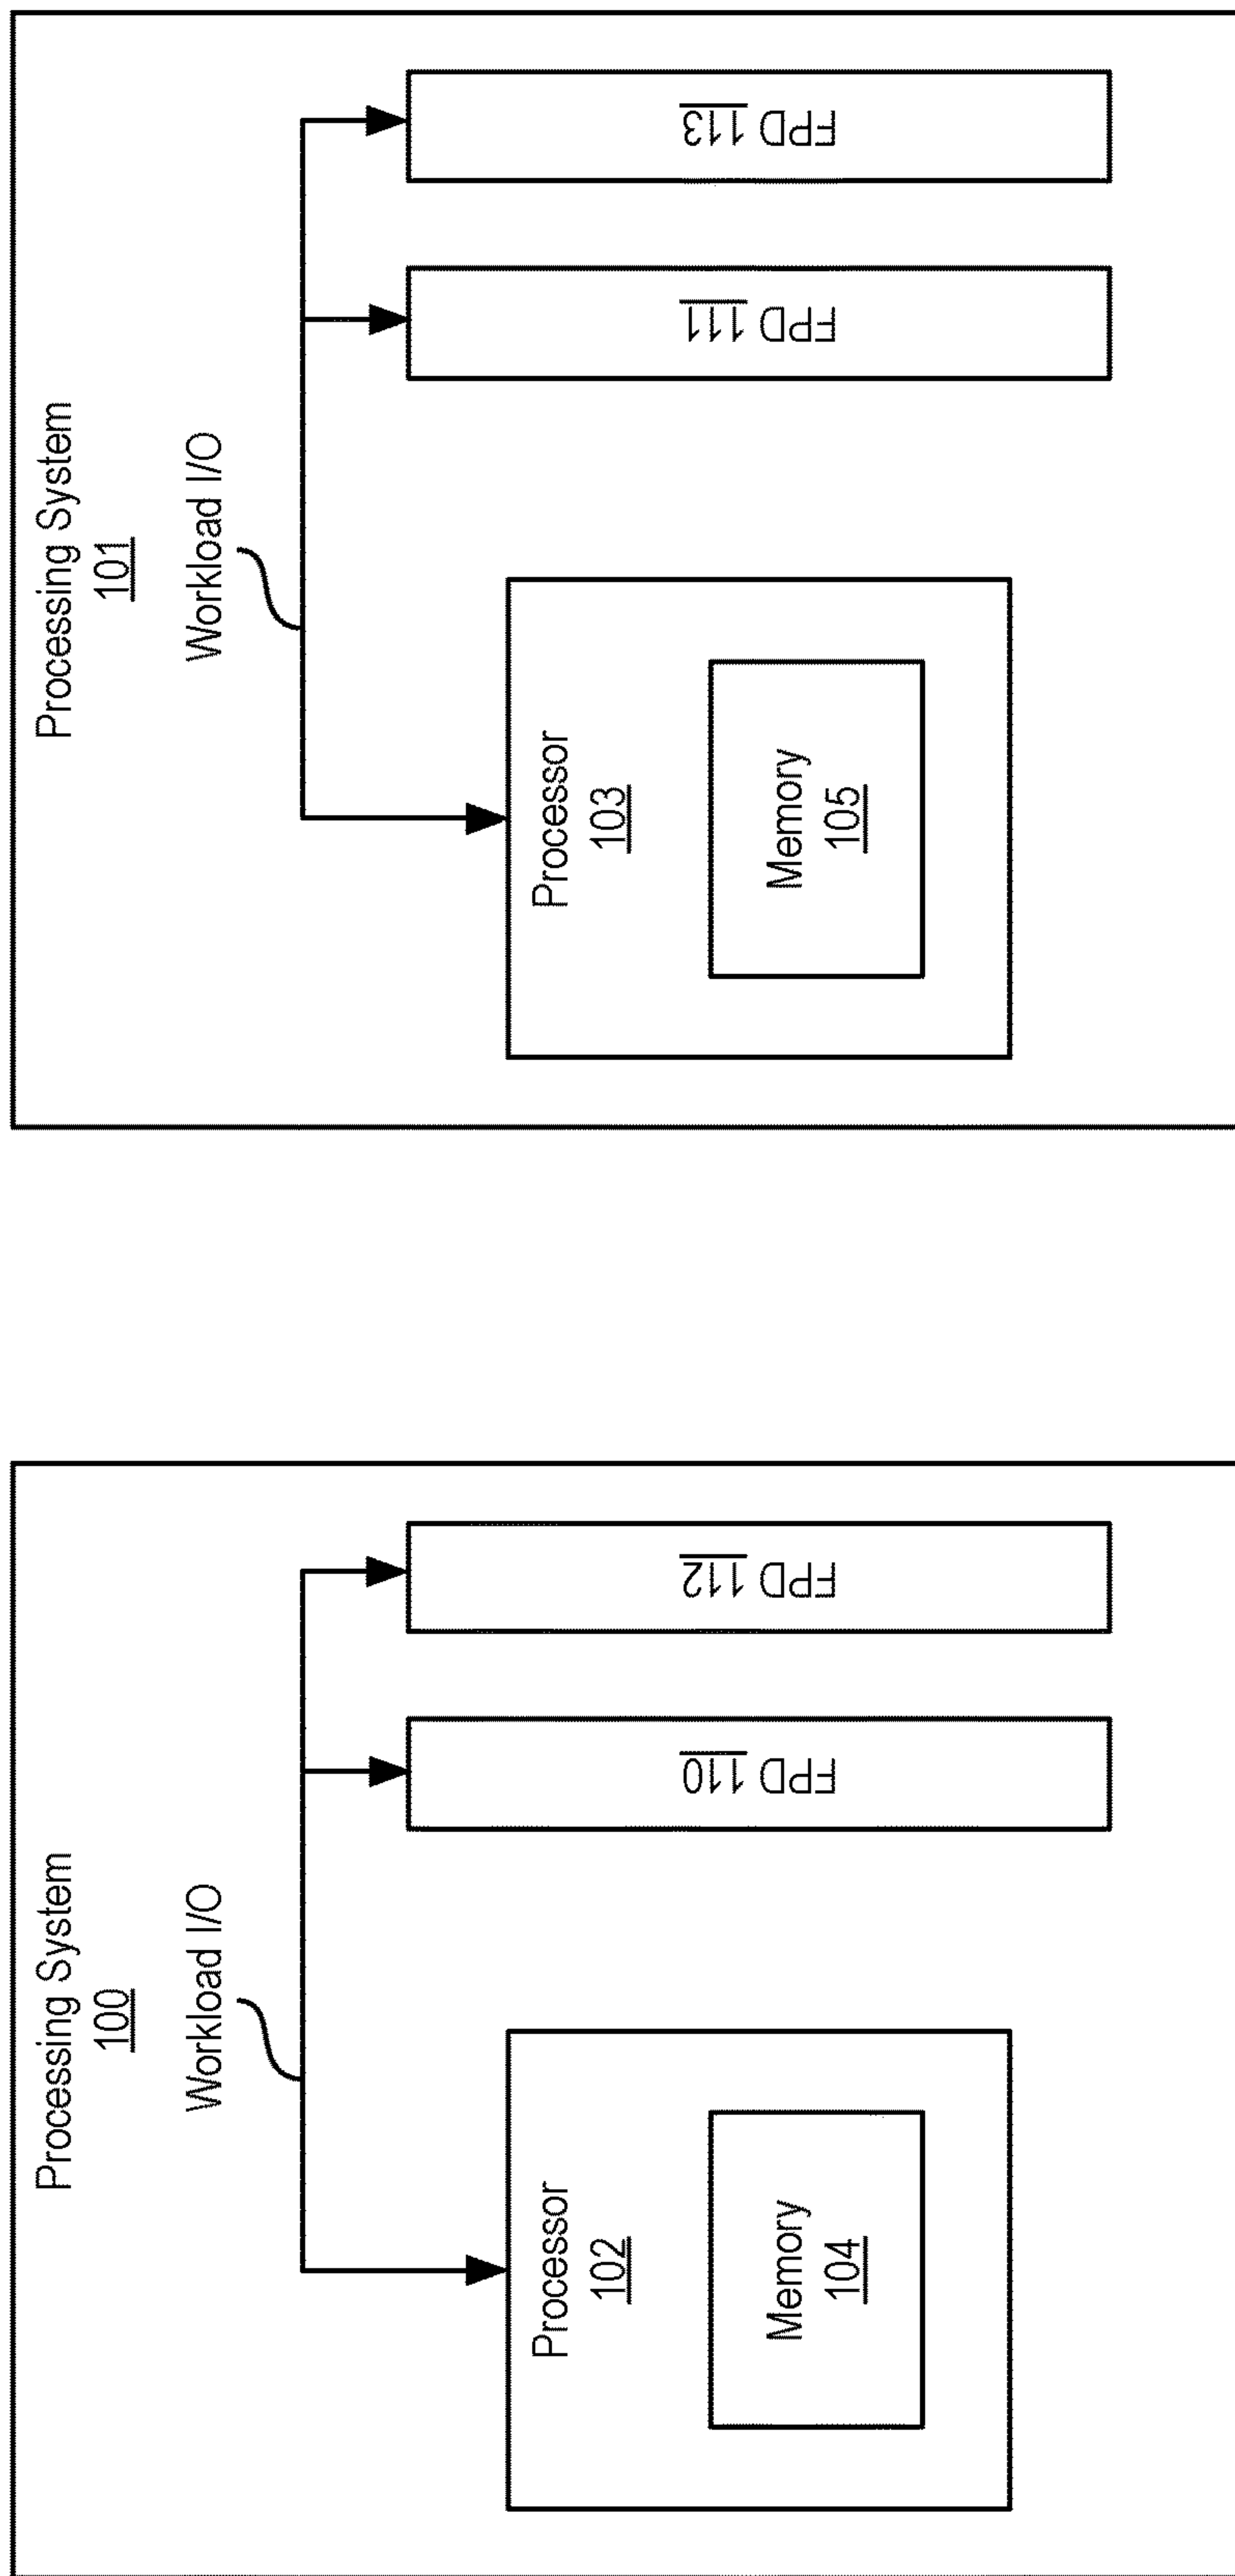 Processing System
100
Workload I/O
Processor
102
Memory
104
FPD 110
FPD 112
Processing System
101
Workload I/O
Processor
103
Memory
105
FPD 111
FPD 113